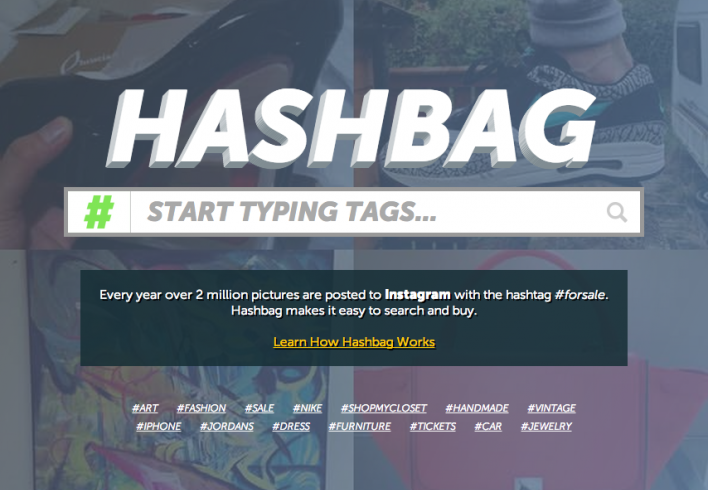 HASHBAG
# START TYPING TAGS...
Every year over 2 million pictures are posted to Instagram with the hashtag #forsale.
Hashbag makes it easy to search and buy.
Learn How Hashbag Works
#ART #FASHION #SALE #NIKE #SHOPMYCLOSET #HANDMADE #VINTAGE
#IPHONE #JORDANS #DRESS #FURNITURE #TICKETS #CAR #JEWELRY